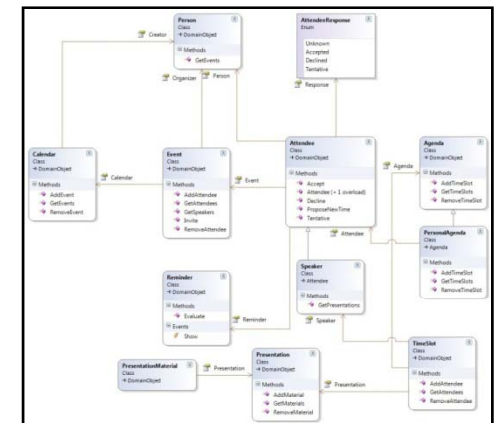 Person
Class
→ DomainObject
Methods
GetEvents
AttendeeResponse
Enum
Unknown
Accepted
Declined
Tentative
Creator
Organizer
Person
Response
Calendar
Class
→ DomainObject
Methods
AddEvent
GetEvents
RemoveEvent
Calendar
Event
Class
→ DomainObject
Methods
AddAttendee
GetAttendees
GetSpeakers
Invite
RemoveAttendee
Event
Attendee
Class
→ DomainObject
Methods
Accept
Attendee (+ 1 overload)
Decline
ProposeNewTime
Tentative
Agenda
Agenda
Class
→ DomainObject
Methods
AddTimeSlot
GetTimeSlots
RemoveTimeSlot
Attendee
PersonalAgenda
Class
→ Agenda
Methods
AddTimeSlot
GetTimeSlots
RemoveTimeSlot
Reminder
Class
→ DomainObject
Methods
Evaluate
Events
Show
Reminder
Speaker
Class
→ Attendee
Methods
GetPresentations
Speaker
PresentationMaterial
Class
→ DomainObject
Presentation
Presentation
Class
→ DomainObject
Methods
AddMaterial
GetMaterials
RemoveMaterial
Presentation
TimeSlot
Class
→ DomainObject
Methods
AddAttendee
GetAttendees
RemoveAttendee